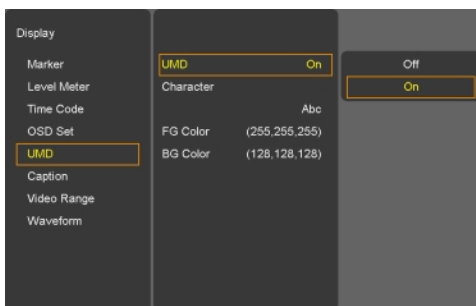 Display
Marker
Level Meter
Time Code
OSD Set
UMD
Caption
Video Range
Waveform
UMD On
Character
Abc
FG Color (255,255,255)
BG Color (128,128,128)
Off
On